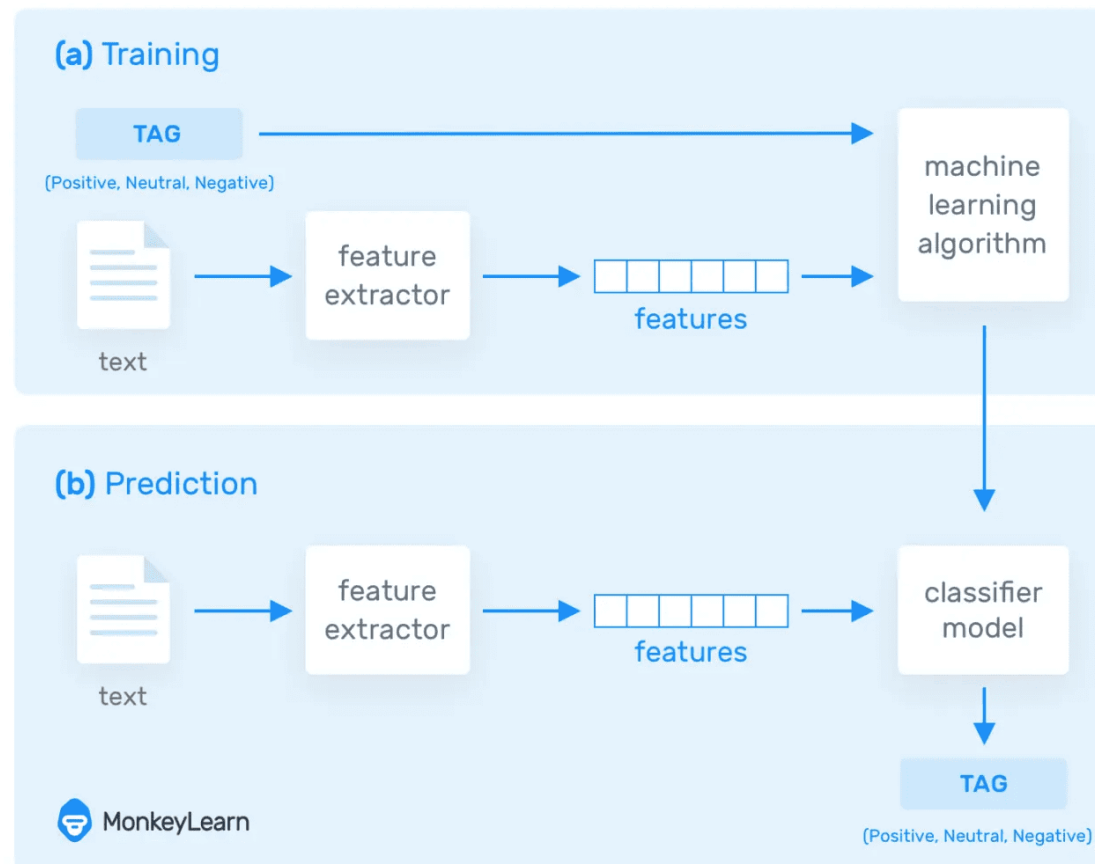 (a) Training
TAG
(Positive, Neutral, Negative)
text
feature
extractor
features
machine
learning
algorithm
(b) Prediction
text
feature
extractor
features
classifier
model
TAG
(Positive, Neutral, Negative)
MonkeyLearn